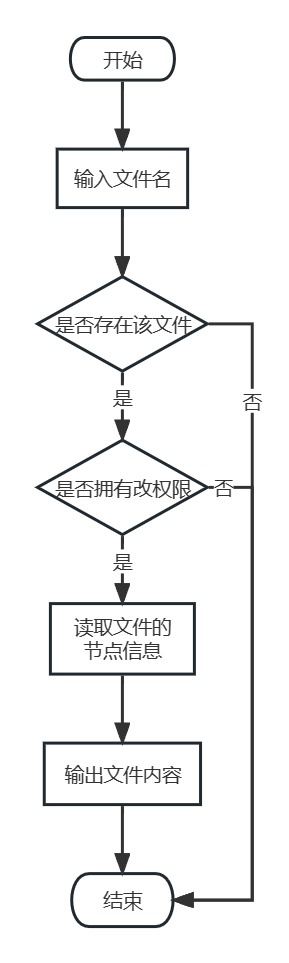 开始
输入文件名
是否存在该文件
否
是
是否拥有改权限
否
是
读取文件的
节点信息
输出文件内容
结束